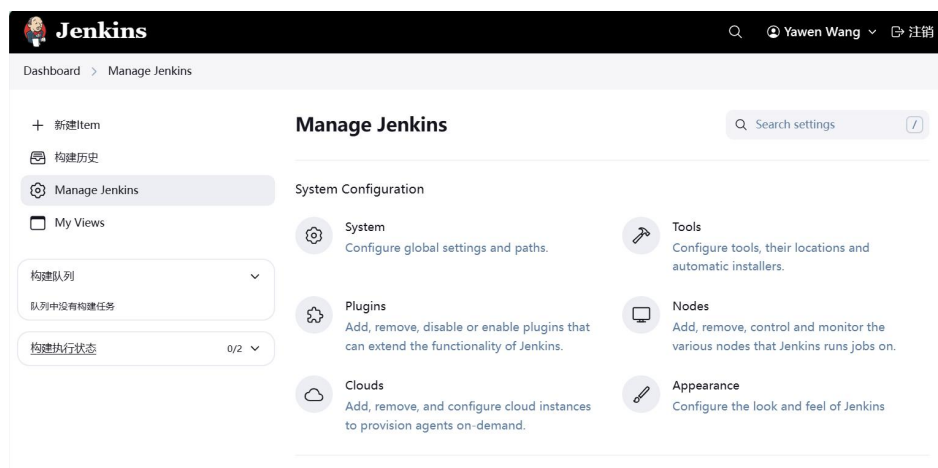 Jenkins
Yawen Wang
注销
Dashboard > Manage Jenkins
新建Item
构建历史
Manage Jenkins
My Views
构建队列
队列中没有构建任务
构建执行状态 0/2
Manage Jenkins
Search settings /
System Configuration
System
Configure global settings and paths.
Tools
Configure tools, their locations and
automatic installers.
Plugins
Add, remove, disable or enable plugins that
can extend the functionality of Jenkins.
Nodes
Add, remove, control and monitor the
various nodes that Jenkins runs jobs on.
Clouds
Add, remove, and configure cloud instances
to provision agents on-demand.
Appearance
Configure the look and feel of Jenkins